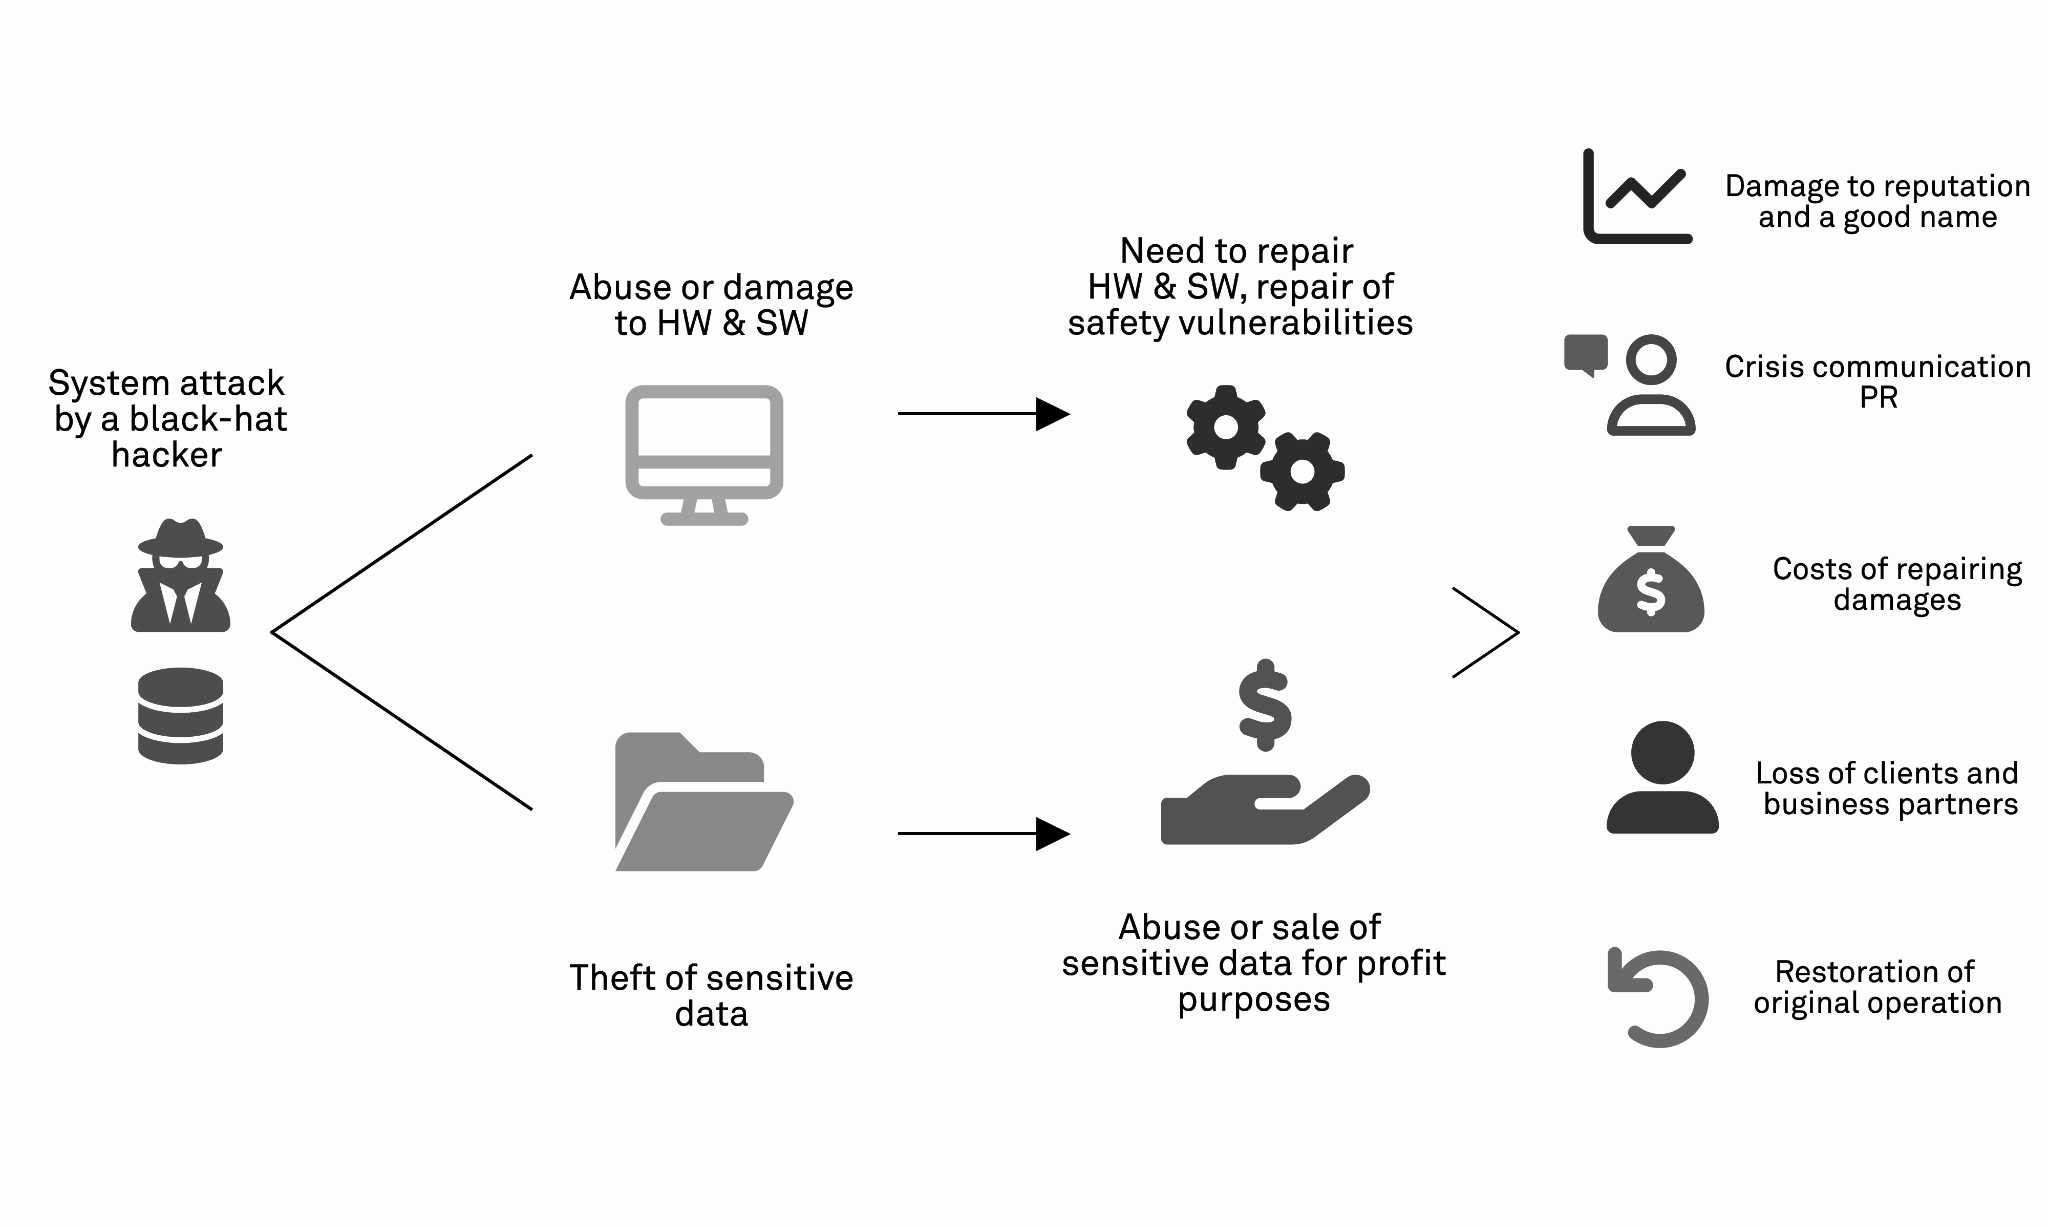 System attack
by a black-hat
hacker
Abuse or damage
to HW & SW
Theft of sensitive
data
Need to repair
HW & SW, repair of
safety vulnerabilities
$
Abuse or sale of
sensitive data for profit
purposes
Damage to reputation
and a good name
Crisis communication
PR
$
Costs of repairing
damages
Loss of clients and
business partners
Restoration of
original operation